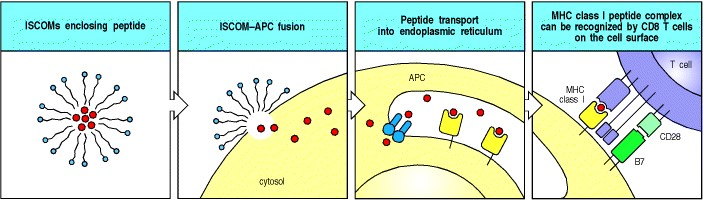 ISCOMs enclosing peptide
ISCOM–APC fusion
cytosol
Peptide transport
into endoplasmic reticulum
APC
MHC class I peptide complex
can be recognized by CD8 T cells
on the cell surface
T cell
MHC
class I
CD28
B7